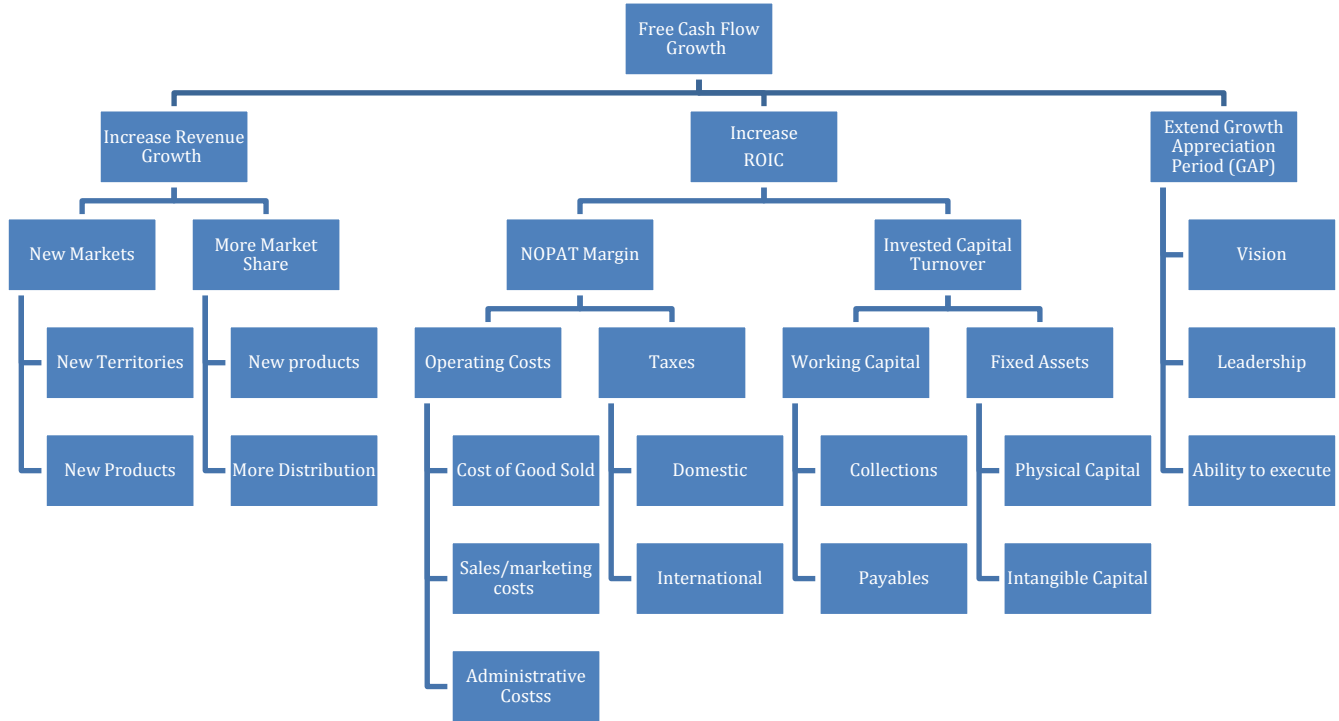 Free Cash Flow
Growth
Increase Revenue
Growth
Increase
ROIC
Extend Growth
Appreciation
Period (GAP)
New Markets
More Market
Share
NOPAT Margin
Invested Capital
Turnover
Vision
New Territories
New products
Operating Costs
Taxes
Working Capital
Fixed Assets
Leadership
New Products
More Distribution
Cost of Good Sold
Domestic
Collections
Physical Capital
Ability to execute
Sales/marketing
costs
International
Payables
Intangible Capital
Administrative
Costss